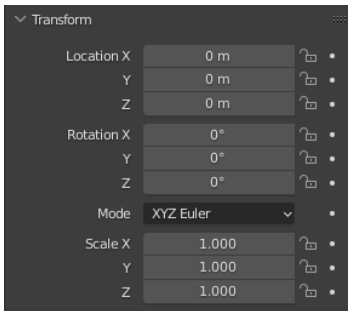 Transform
Location X 0 m
Y 0 m
Z 0 m
Rotation X 0°
Y 0°
Z 0°
Mode XYZ Euler
Scale X 1.000
Y 1.000
Z 1.000